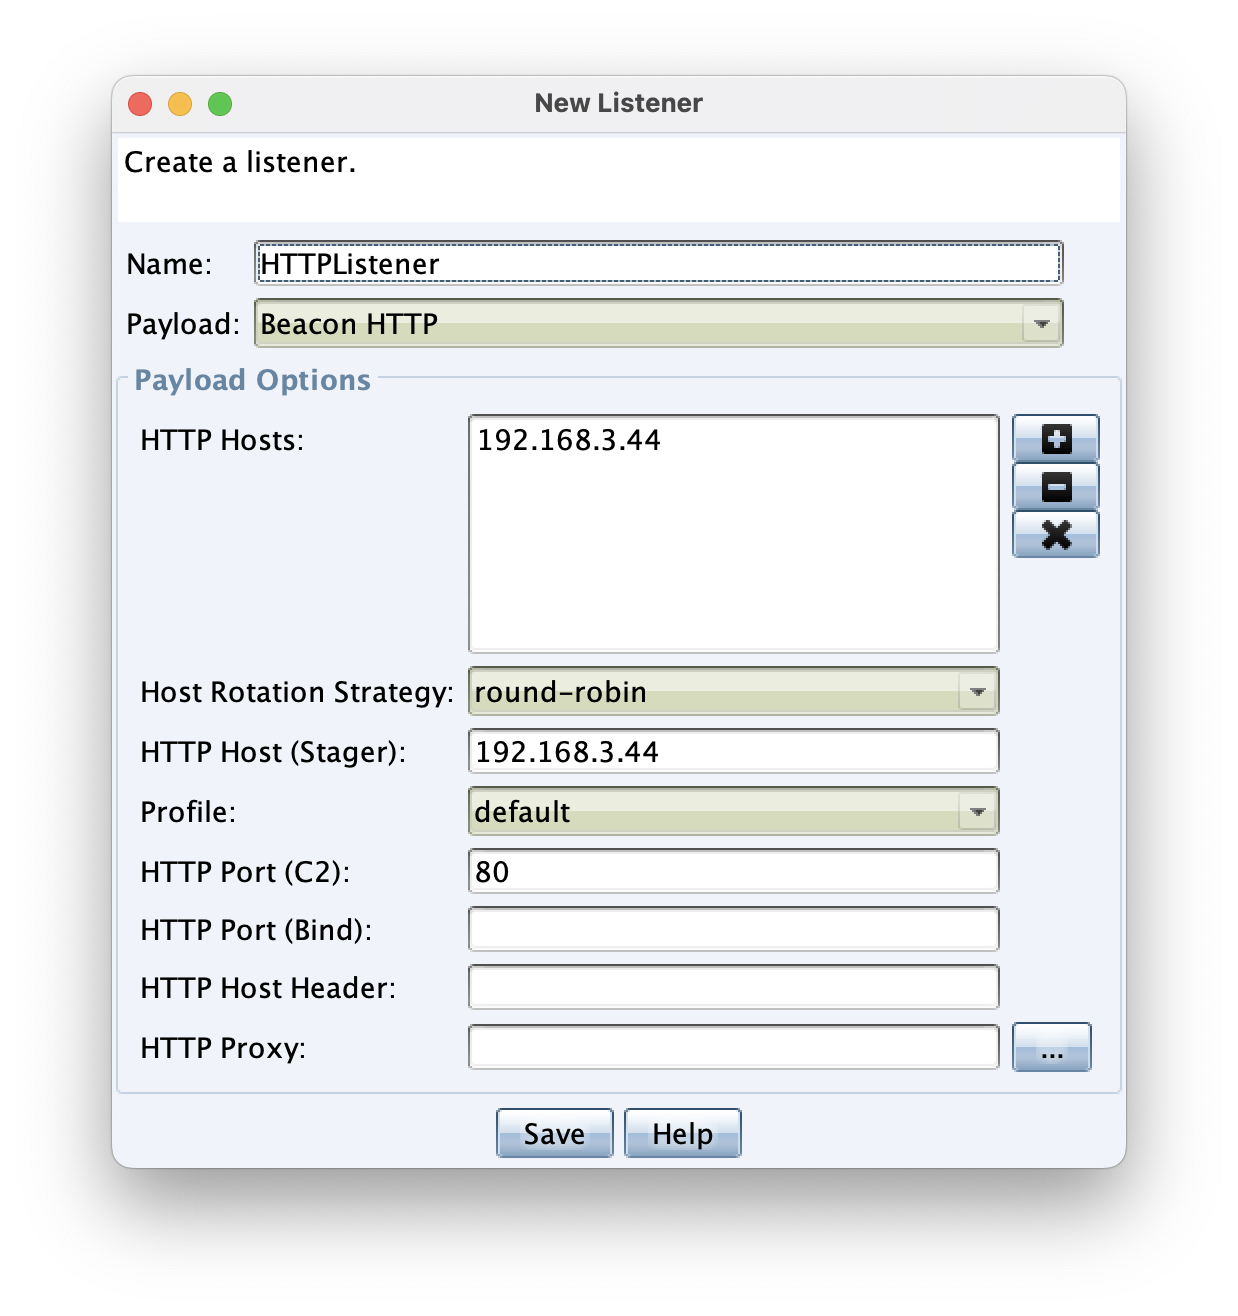 New Listener
Create a listener.
Name: HTTPListener
Payload: Beacon HTTP
Payload Options
HTTP Hosts: 192.168.3.44
Host Rotation Strategy: round-robin
HTTP Host (Stager): 192.168.3.44
Profile: default
HTTP Port (C2): 80
HTTP Port (Bind):
HTTP Host Header:
HTTP Proxy: ...
Save Help